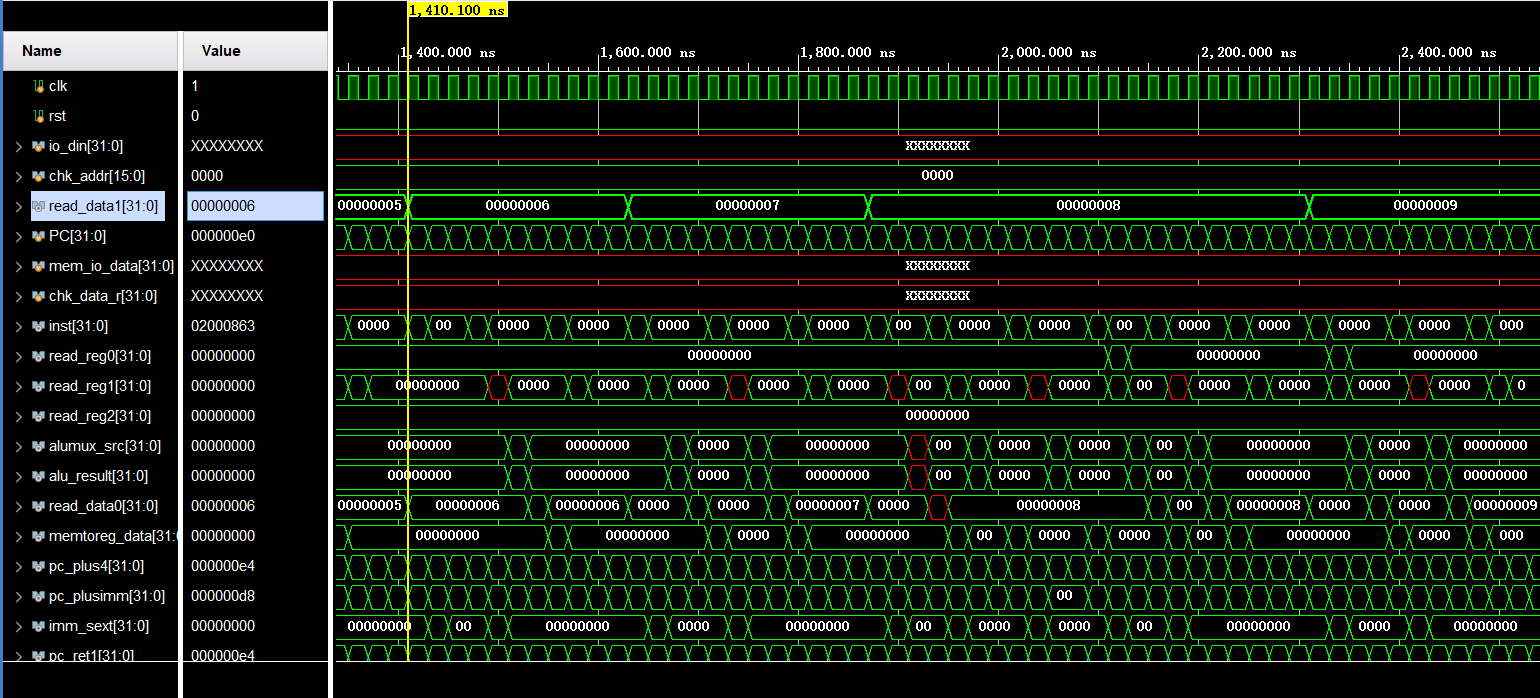 1,410.100 ns
Name Value
1,400.000 ns 1,600.000 ns 1,800.000 ns 2,000.000 ns 2,200.000 ns 2,400.000 ns
clk 1
rst 0
io_din[31:0] XXXXXXXX XXXXXXXX
chk_addr[15:0] 0000 0000
read_data1[31:0] 00000006 00000005 00000006 00000007 00000008 00000009
PC[31:0] 000000e0
mem_io_data[31:0] XXXXXXXX XXXXXXXX
chk_data_r[31:0] XXXXXXXX XXXXXXXX
inst[31:0] 02000863 0000 00 0000 0000 0000 0000 0000 00 0000 0000 00 0000 0000 0000 0000 000
read_reg0[31:0] 00000000 00000000 00000000 00000000
read_reg1[31:0] 00000000 00000000 0000 0000 0000 0000 0000 00 0000 0000 00 0000 0000 0000 0000 0
read_reg2[31:0] 00000000 00000000
alumux_src[31:0] 00000000 00000000 00000000 0000 00000000 00 0000 0000 00 00000000 0000 00000000
alu_result[31:0] 00000000 00000000 00000000 0000 00000000 00 0000 0000 00 00000000 0000 00000000
read_data0[31:0] 00000006 00000005 00000006 00000006 0000 0000 00000007 0000 00000008 00 00000008 0000 0000 00000009
memtoreg_data[31:( 00000000 00000000 00000000 0000 0000 00000000 00 0000 0000 00 0000 00000000 0000 000
pc_plus4[31:0] 000000e4
pc_plusimm[31:0] 000000d8 00
imm_sext[31:0] 00000000 00000000 00 00000000 0000 00000000 00 0000 0000 00 00000000 0000 00000000
pc_ret1[31:0] 000000e4